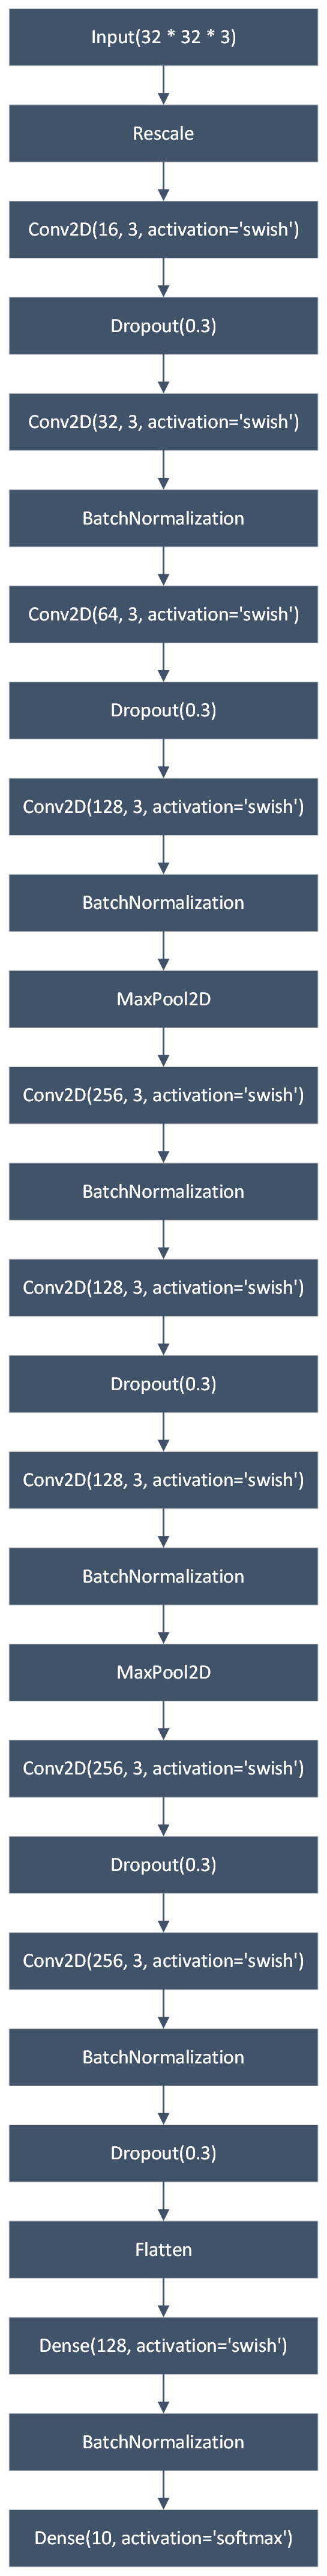 Input(32 * 32 * 3)
Rescale
Conv2D(16, 3, activation='swish')
Dropout(0.3)
Conv2D(32, 3, activation='swish')
BatchNormalization
Conv2D(64, 3, activation='swish')
Dropout(0.3)
Conv2D(128, 3, activation='swish')
BatchNormalization
MaxPool2D
Conv2D(256, 3, activation='swish')
BatchNormalization
Conv2D(128, 3, activation='swish')
Dropout(0.3)
Conv2D(128, 3, activation='swish')
BatchNormalization
MaxPool2D
Conv2D(256, 3, activation='swish')
Dropout(0.3)
Conv2D(256, 3, activation='swish')
BatchNormalization
Dropout(0.3)
Flatten
Dense(128, activation='swish')
BatchNormalization
Dense(10, activation='softmax')